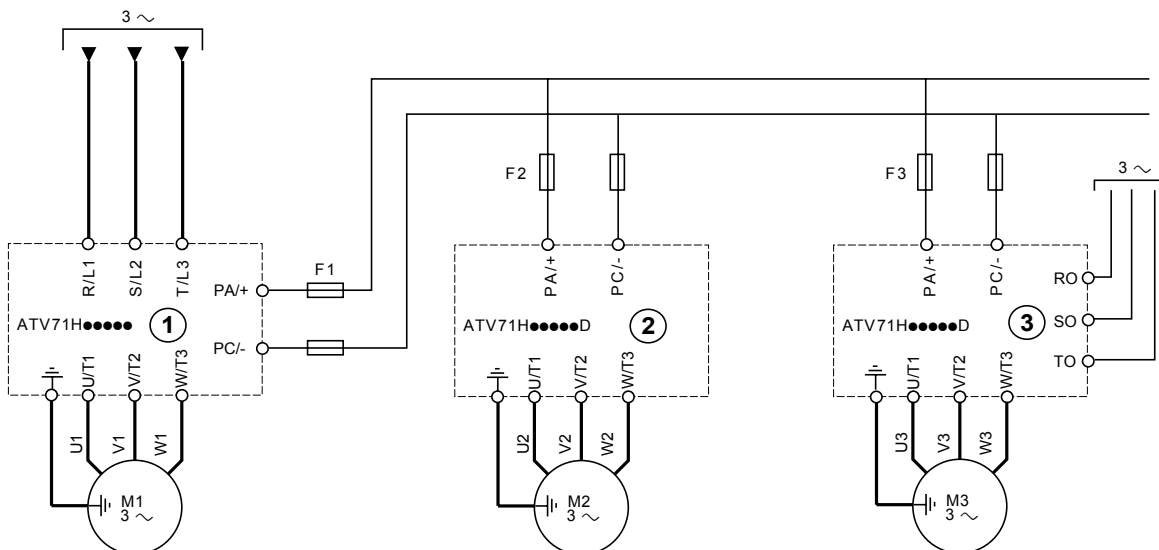 3 ∼
F2
F3
3 ∼
R/L1
S/L2
T/L3
PA/+
F1
PA/+
PC/-
PA/+
PC/-
RO
ATV71H●●●●●
1
ATV71H●●●●●D
2
ATV71H●●●●●D
3
SO
PC/-
TO
U/T1
V/T2
W/T3
U/T1
V/T2
W/T3
U/T1
V/T2
W/T3
U1
V1
W1
U2
V2
W2
U3
V3
W3
M1
3 ∼
M2
3 ∼
M3
3 ∼